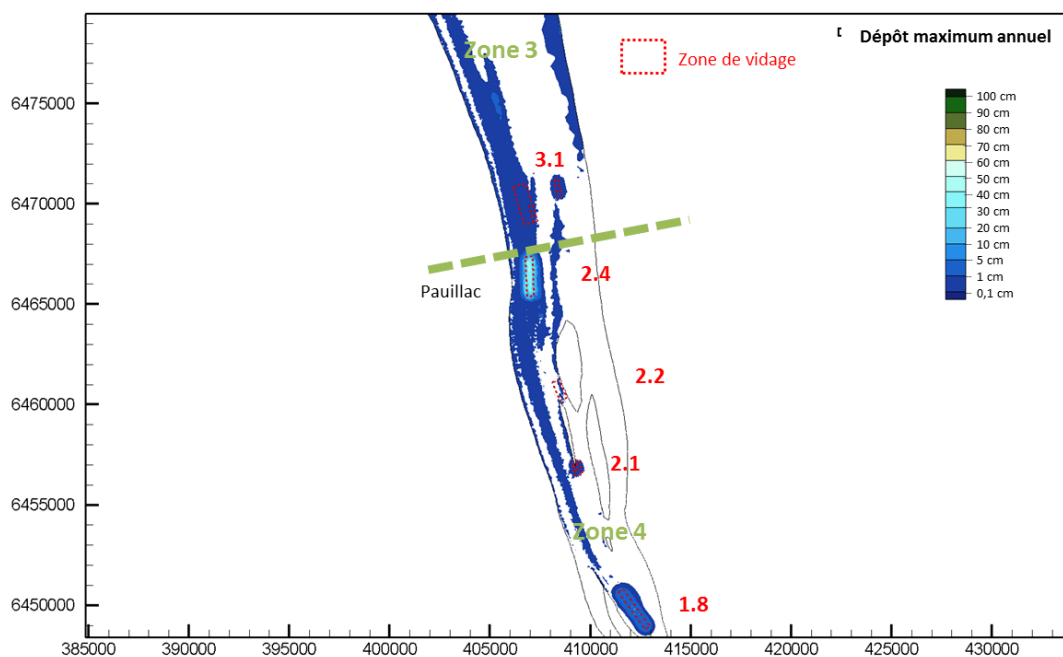 Zone 3
Dépôt maximum annuel
Zone de vidage
6475000
100 cm
90 cm
80 cm
70 cm
60 cm
50 cm
40 cm
30 cm
20 cm
10 cm
5 cm
1 cm
0,1 cm
3.1
6470000
2.4
Pauillac
6465000
2.2
6460000
2.1
6455000
Zone 4
1.8
6450000
385000
390000
395000
400000
405000
410000
415000
420000
425000
430000